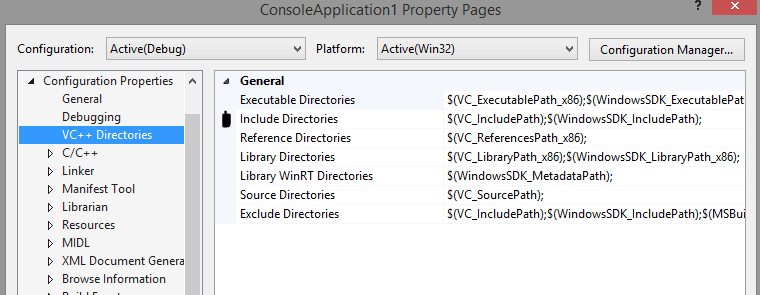 ConsoleApplication1 Property Pages
?
Configuration: Active(Debug) Platform: Active(Win32) Configuration Manager...
Configuration Properties
General
Debugging
VC++ Directories
C/C++
Linker
Manifest Tool
Librarian
Resources
MIDL
XML Document Genera
Browse Information
General
Executable Directories $(VC_ExecutablePath_x86);$(WindowsSDK_ExecutablePat
Include Directories $(VC_IncludePath);$(WindowsSDK_IncludePath);
Reference Directories $(VC_ReferencesPath_x86);
Library Directories $(VC_LibraryPath_x86);$(WindowsSDK_LibraryPath_x86);
Library WinRT Directories $(WindowsSDK_MetadataPath);
Source Directories $(VC_SourcePath);
Exclude Directories $(VC_IncludePath);$(WindowsSDK_IncludePath);$(MSBui